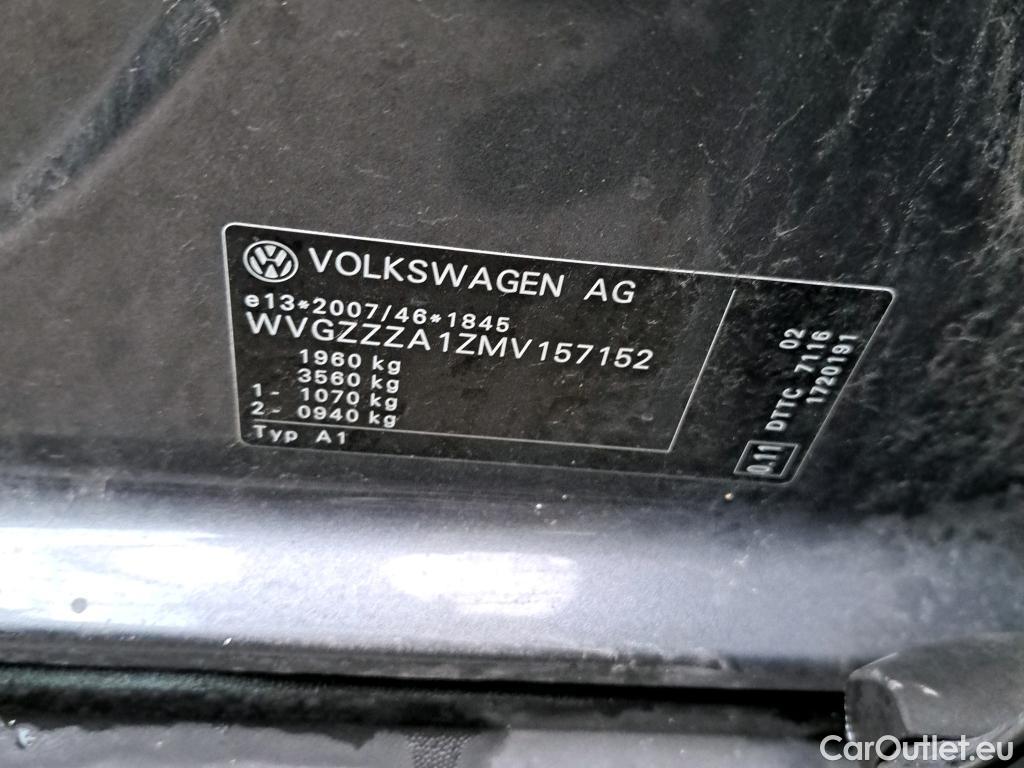 VOLKSWAGEN AG
e13*2007/46*1845
WVGZZZA1ZMV157152
1960 kg
3560 kg
1- 1070 kg
2- 0940 kg
Typ A1
02
DTTC 7116
1720191
0.11
CarOutlet.eu